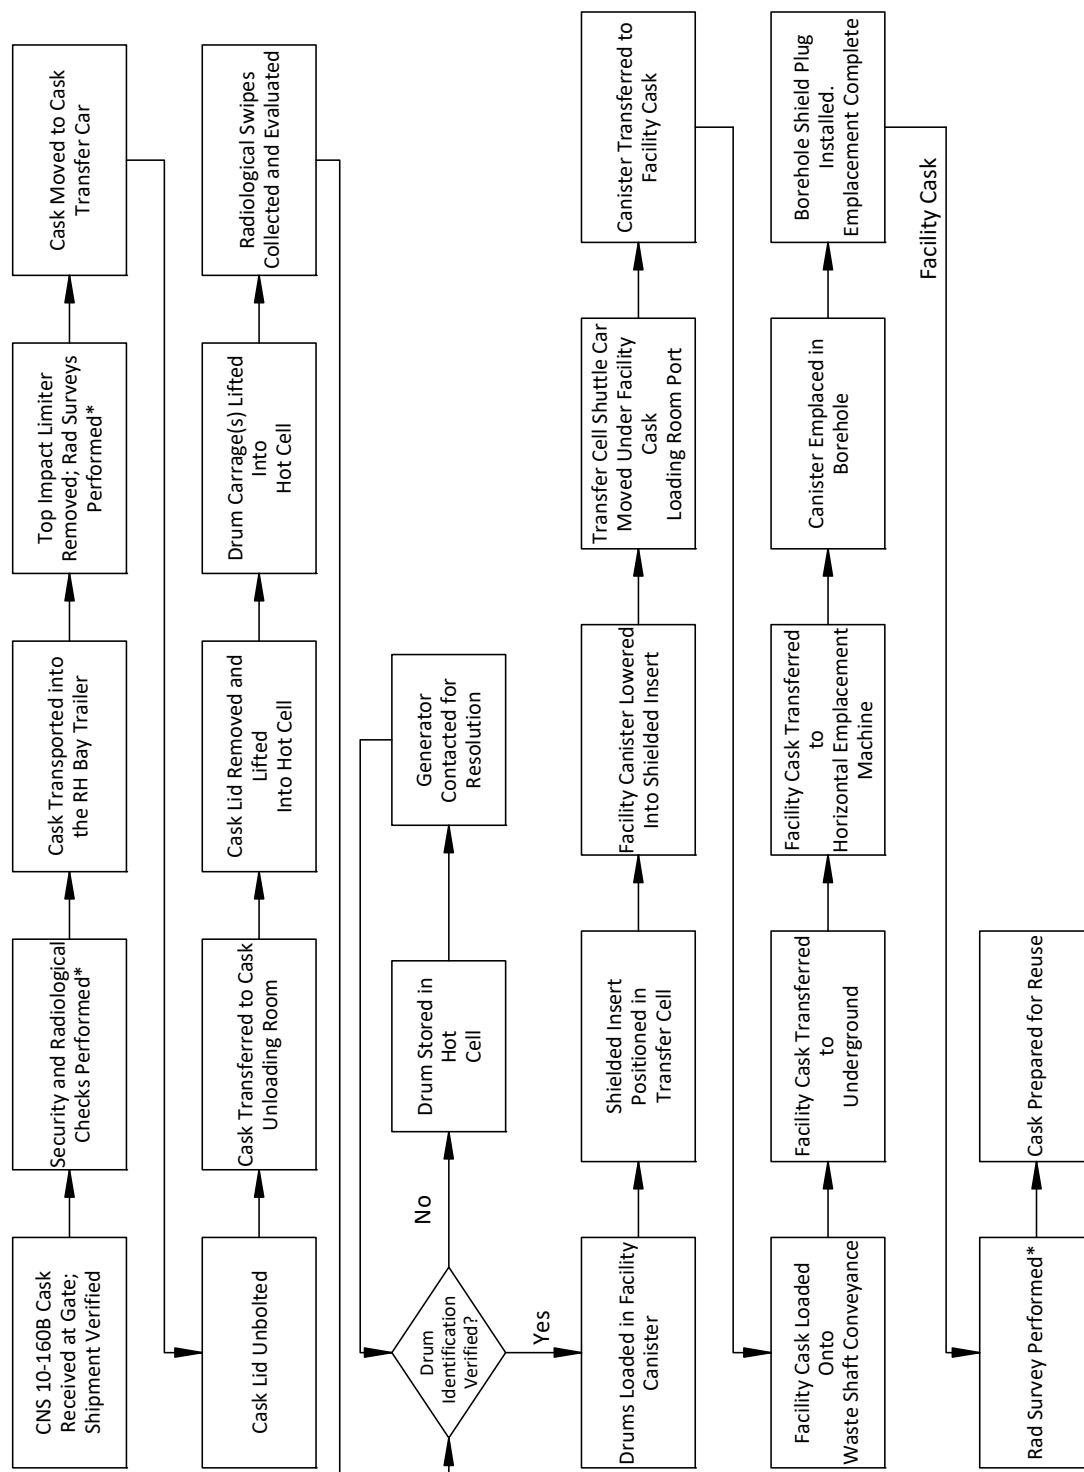 CNS 10-160B Cask
Received at Gate;
Shipment Verified
Security and Radiological
Checks Performed*
Cask Transported into
the RH Bay Trailer
Top Impact Limiter
Removed; Rad Surveys
Performed*
Cask Moved to Cask
Transfer Car
Cask Lid Unbolted
Cask Transferred to Cask
Unloading Room
Cask Lid Removed and
Lifted
Into Hot Cell
Drum Carrage(s) Lifted
Into
Hot Cell
Radiological Swipes
Collected and Evaluated
Drum
Identification
Verified?
No
Drum Stored in
Hot
Cell
Generator
Contacted for
Resolution
Yes
Drums Loaded in Facility
Canister
Shielded Insert
Positioned in
Transfer Cell
Facility Canister Lowered
Into Shielded Insert
Transfer Cell Shuttle Car
Moved Under Facility
Cask
Loading Room Port
Canister Transferred to
Facility Cask
Facility Cask Loaded
Onto
Waste Shaft Conveyance
Facility Cask Transferred
to
Underground
Facility Cask Transferred
to
Horizontal Emplacement
Machine
Canister Emplaced in
Borehole
Borehole Shield Plug
Installed.
Emplacement Complete
Facility Cask
Rad Survey Performed*
Cask Prepared for Reuse